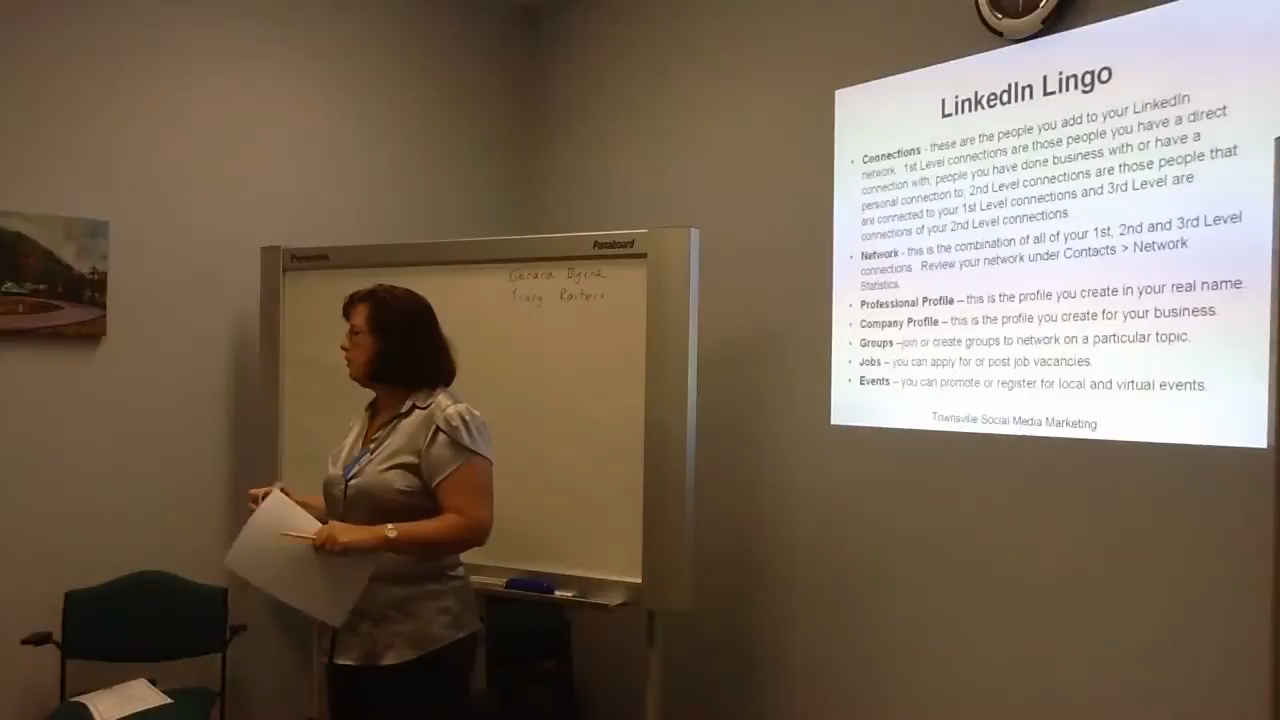 LinkedIn Lingo
• Connections - these are the people you add to your LinkedIn
network. 1st Level connections are those people you have a direct
connection with, people you have done business with or have a
personal connection to, 2nd Level connections are those people that
are connected to your 1st Level connections and 3rd Level are
connections of your 2nd Level connections
• Network - this is the combination of all of your 1st, 2nd and 3rd Level
connections. Review your network under Contacts > Network
Statistics.
• Professional Profile – this is the profile you create in your real name.
• Company Profile – this is the profile you create for your business.
• Groups –join or create groups to network on a particular topic.
• Jobs – you can apply for or post job vacancies.
• Events – you can promote or register for local and virtual events.
Townsville Social Media Marketing
Panasonic
Panaboard
Tracy